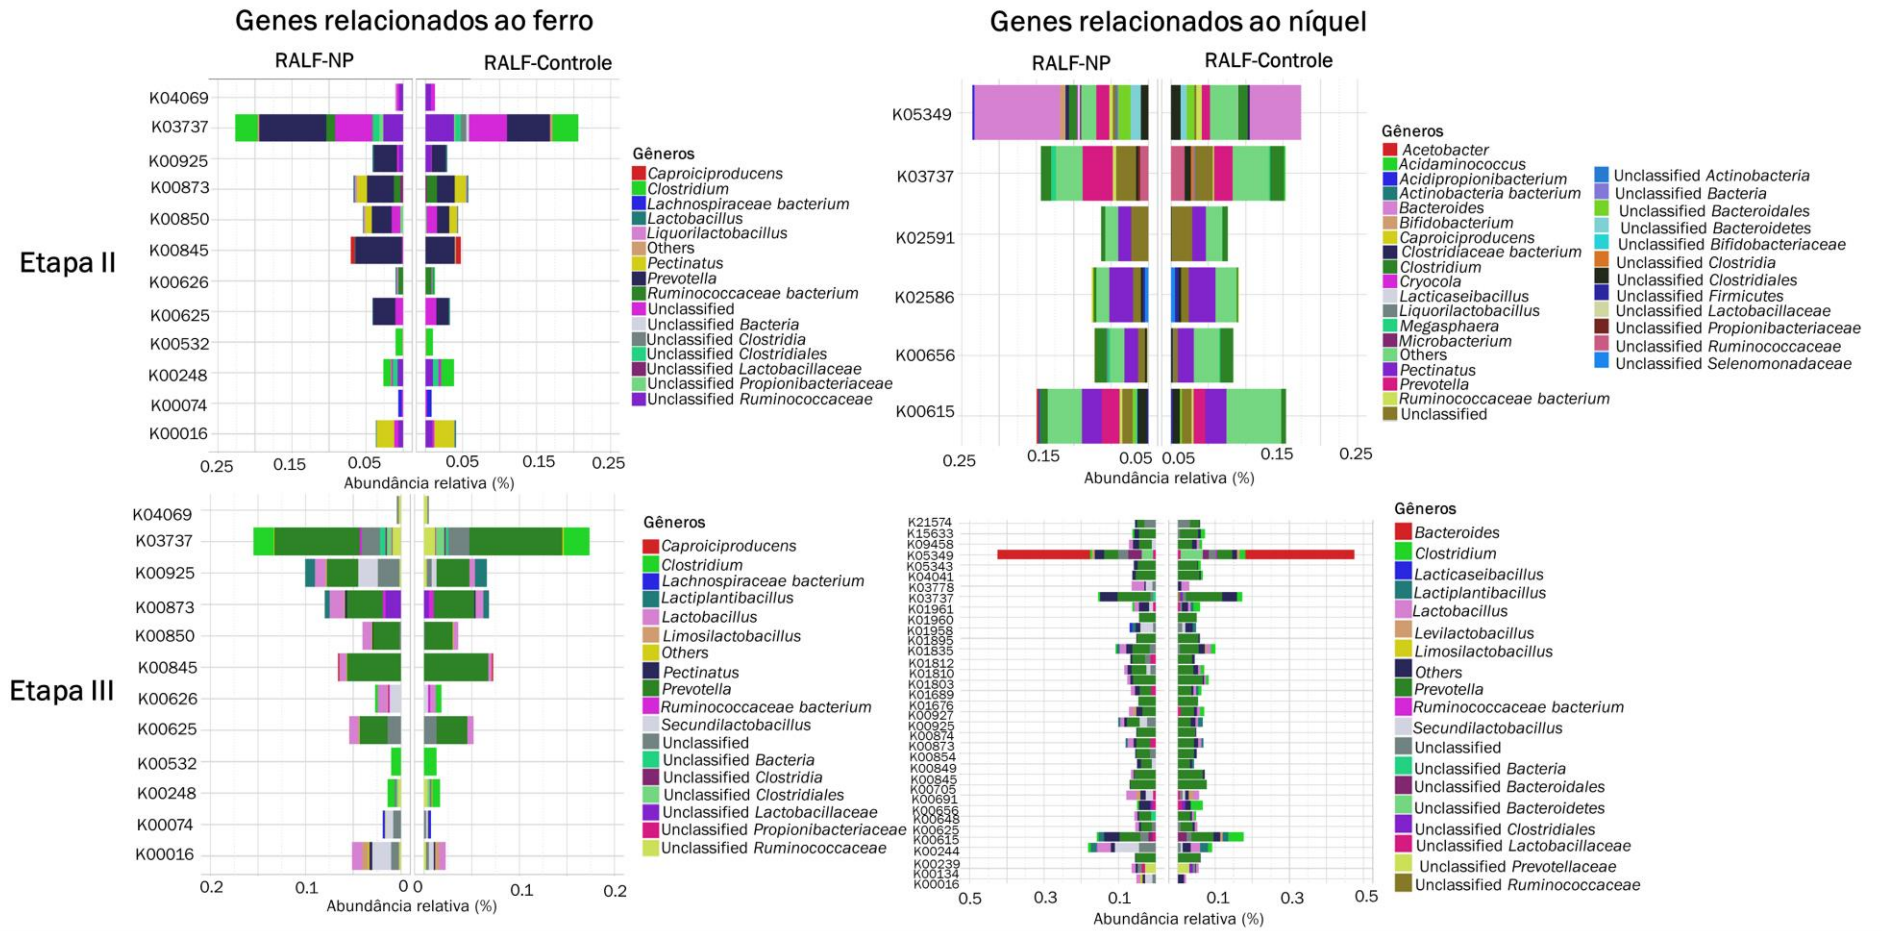 Genes relacionados ao ferro
RALF-NP
RALF-Controle
Etapa II
K04069
K03737
K00925
K00873
K00850
K00845
K00626
K00625
K00532
K00248
K00074
K00016
0.25
0.15
0.05
0.05
0.15
0.25
Abundância relativa (%)
Gêneros
Caproiciproducens
Clostridium
Lachnospiraceae bacterium
Lactobacillus
Liquorilactobacillus
Others
Pectinatus
Prevotella
Ruminococcaceae bacterium
Unclassified
Unclassified Bacteria
Unclassified Clostridia
Unclassified Clostridiales
Unclassified Lactobacillaceae
Unclassified Propionibacteriaceae
Unclassified Ruminococcaceae
Genes relacionados ao níquel
RALF-NP
RALF-Controle
K05349
K03737
K02591
K02586
K00656
K00615
0.25
0.15
0.05
0.05
0.15
0.25
Abundância relativa (%)
Gêneros
Acetobacter
Acidaminococcus
Acidipropionibacterium
Actinobacteria bacterium
Bacteroides
Bifidobacterium
Caproiciproducens
Clostridiaceae bacterium
Clostridium
Cryocola
Lacticaseibacillus
Liquorilactobacillus
Megasphaera
Microbacterium
Others
Pectinatus
Prevotella
Ruminococcaceae bacterium
Unclassified
Unclassified Actinobacteria
Unclassified Bacteria
Unclassified Bacteroidales
Unclassified Bacteroidetes
Unclassified Bifidobacteriaceae
Unclassified Clostridia
Unclassified Clostridiales
Unclassified Firmicutes
Unclassified Lactobacillaceae
Unclassified Propionibacteriaceae
Unclassified Ruminococcaceae
Unclassified Selenomonadaceae
Etapa III
K04069
K03737
K00925
K00873
K00850
K00845
K00626
K00625
K00532
K00248
K00074
K00016
0.2
0.1
0
0
0.1
0.2
Abundância relativa (%)
Gêneros
Caproiciproducens
Clostridium
Lachnospiraceae bacterium
Lactiplantibacillus
Lactobacillus
Limosilactobacillus
Others
Pectinatus
Prevotella
Ruminococcaceae bacterium
Secundilactobacillus
Unclassified
Unclassified Bacteria
Unclassified Clostridia
Unclassified Clostridiales
Unclassified Lactobacillaceae
Unclassified Propionibacteriaceae
Unclassified Ruminococcaceae
K21574
K15633
K09458
K05349
K05343
K04041
K03778
K03737
K01961
K01960
K01958
K01895
K01835
K01812
K01810
K01803
K01689
K01676
K00927
K00925
K00874
K00873
K00854
K00849
K00845
K00705
K00691
K00656
K00648
K00625
K00615
K00244
K00239
K00134
K00016
0.5
0.3
0.1
0.1
0.3
0.5
Abundância relativa (%)
Gêneros
Bacteroides
Clostridium
Lacticaseibacillus
Lactiplantibacillus
Lactobacillus
Levilactobacillus
Limosilactobacillus
Others
Prevotella
Ruminococcaceae bacterium
Secundilactobacillus
Unclassified
Unclassified Bacteria
Unclassified Bacteroidales
Unclassified Bacteroidetes
Unclassified Clostridiales
Unclassified Lactobacillaceae
Unclassified Prevotellaceae
Unclassified Ruminococcaceae